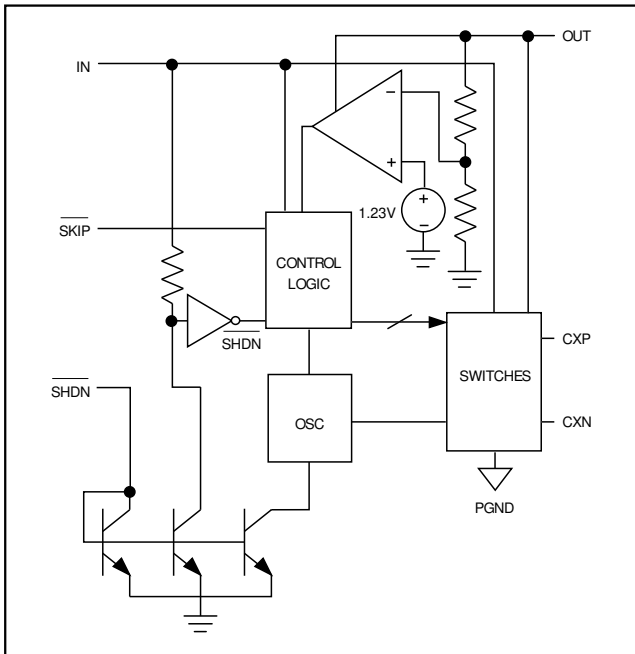 OUT
IN
−
+
1.23V
+
−
SKIP
CONTROL
LOGIC
SHDN
CXP
SWITCHES
SHDN
OSC
CXN
PGND